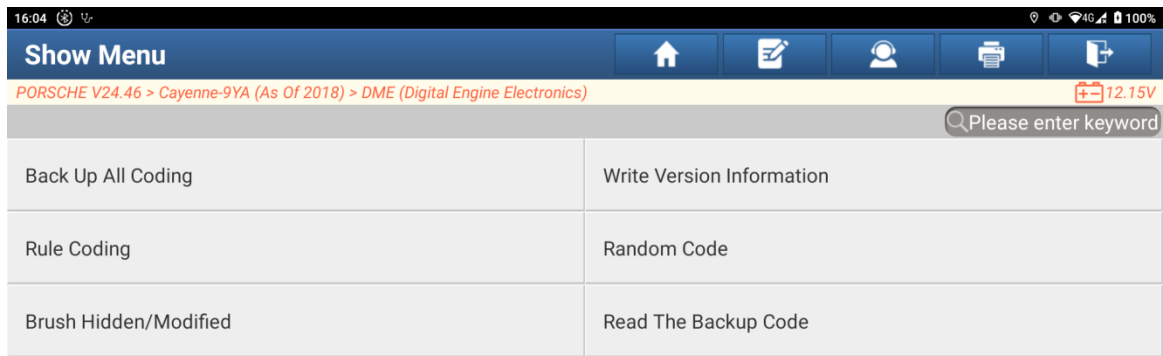 16:04 4G 100%
Show Menu
PORSCHE V24.46 > Cayenne-9YA (As Of 2018) > DME (Digital Engine Electronics) 12.15V
Please enter keyword
Back Up All Coding Write Version Information
Rule Coding Random Code
Brush Hidden/Modified Read The Backup Code